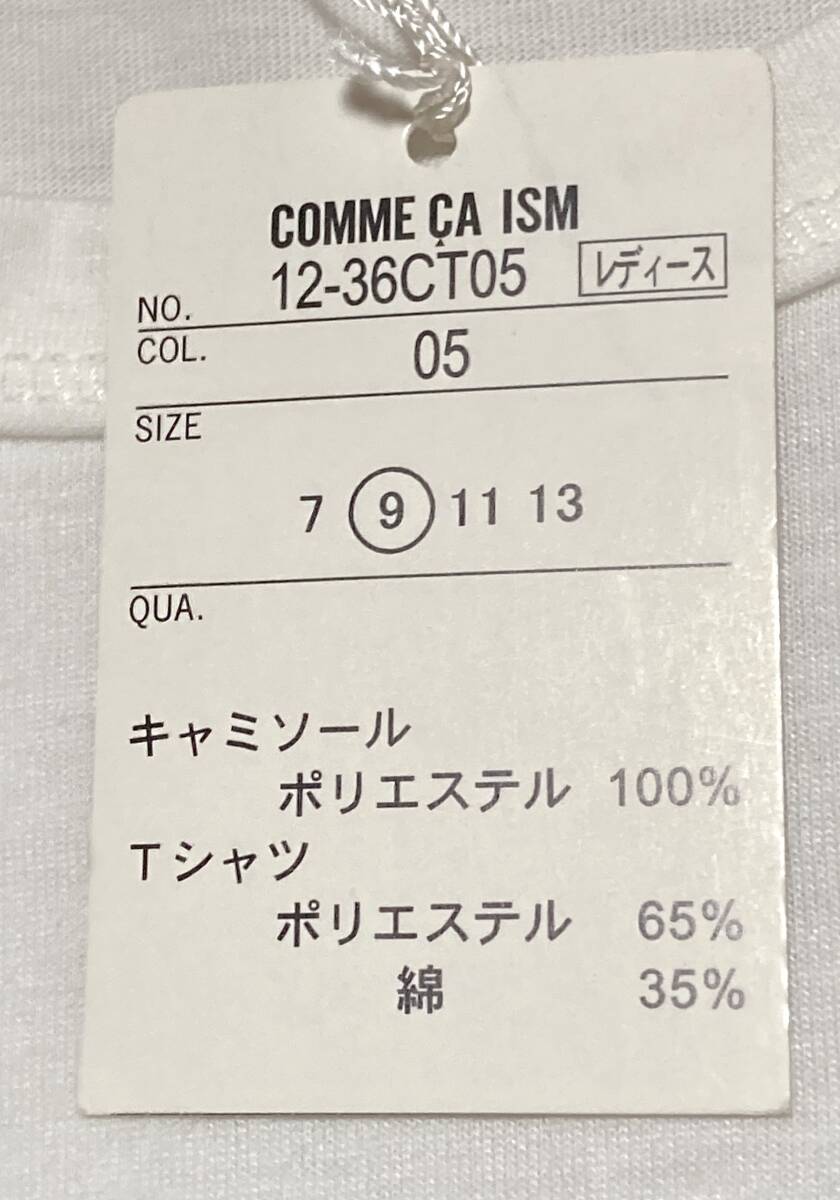 COMME ÇA ISM
NO. 12-36CT05 レディース
COL. 05
SIZE
7 9 11 13
QUA.
キャミソール
ポリエステル 100%
Tシャツ
ポリエステル 65%
綿 35%